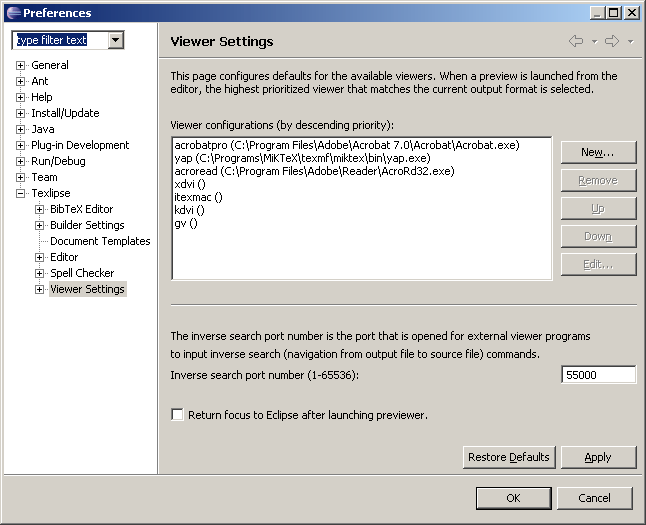 Preferences
type filter text
Viewer Settings
General
Ant
Help
Install/Update
Java
Plug-in Development
Run/Debug
Team
Texlipse
BibTeX Editor
Builder Settings
Document Templates
Editor
Spell Checker
Viewer Settings
This page configures defaults for the available viewers. When a preview is launched from the
editor, the highest prioritized viewer that matches the current output format is selected.
Viewer configurations (by descending priority):
acrobatpro (C:\Program Files\Adobe\Acrobat 7.0\Acrobat\Acrobat.exe)
yap (C:\Programs\MiKTeX\texmf\miktex\bin\yap.exe)
acroread (C:\Program Files\Adobe\Reader\AcroRd32.exe)
xdvi ()
itexmac ()
kdvi ()
gv ()
New...
Remove
Up
Down
Edit...
The inverse search port number is the port that is opened for external viewer programs
to input inverse search (navigation from output file to source file) commands.
Inverse search port number (1-65536):
55000
Return focus to Eclipse after launching previewer.
Restore Defaults
Apply
OK
Cancel